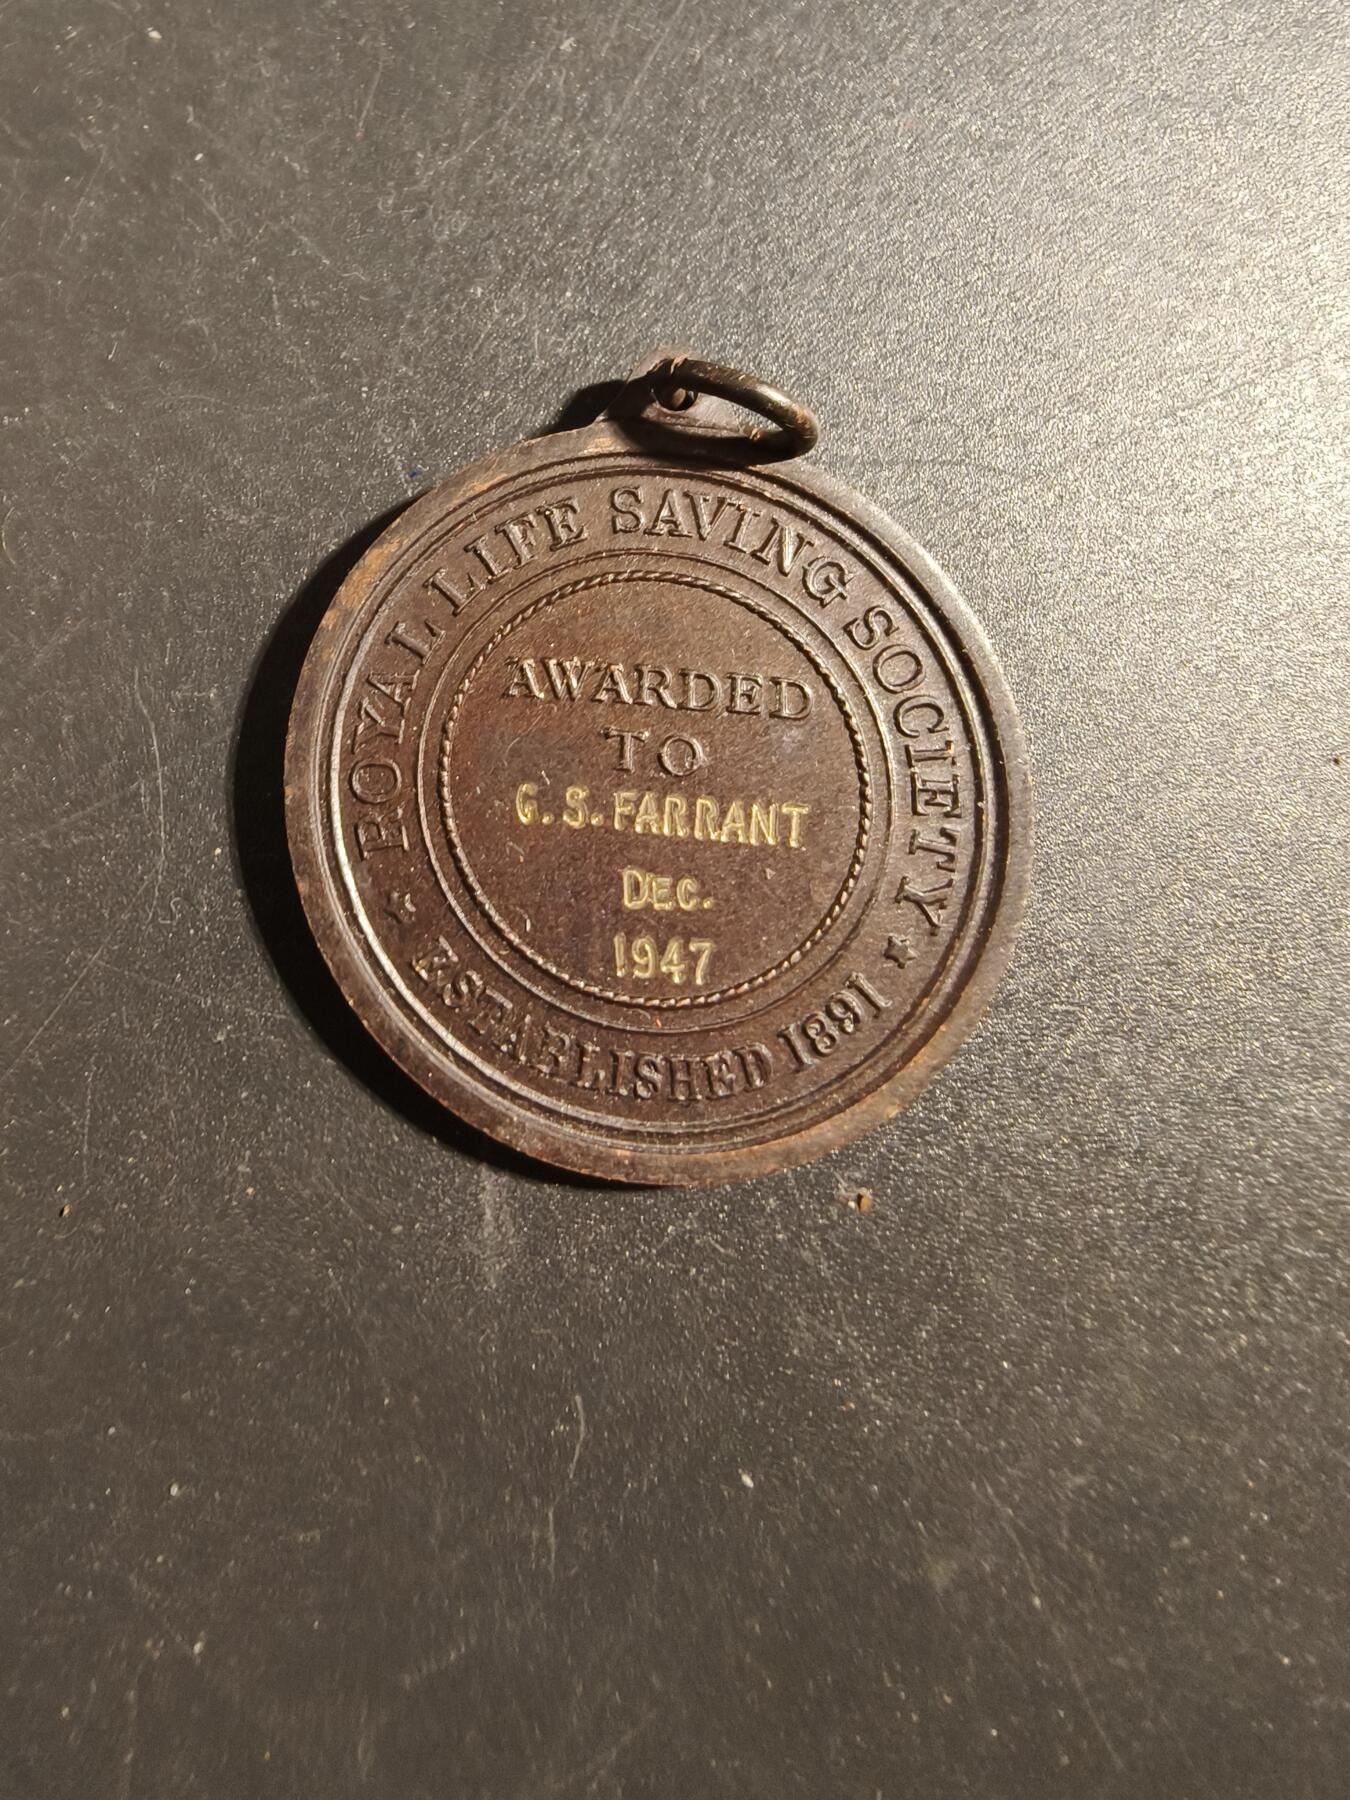 ROYAL LIFE SAVING SOCIETY
AWARDED
TO
G. S. FARRANT
DEC.
1947
ESTABLISHED 1891